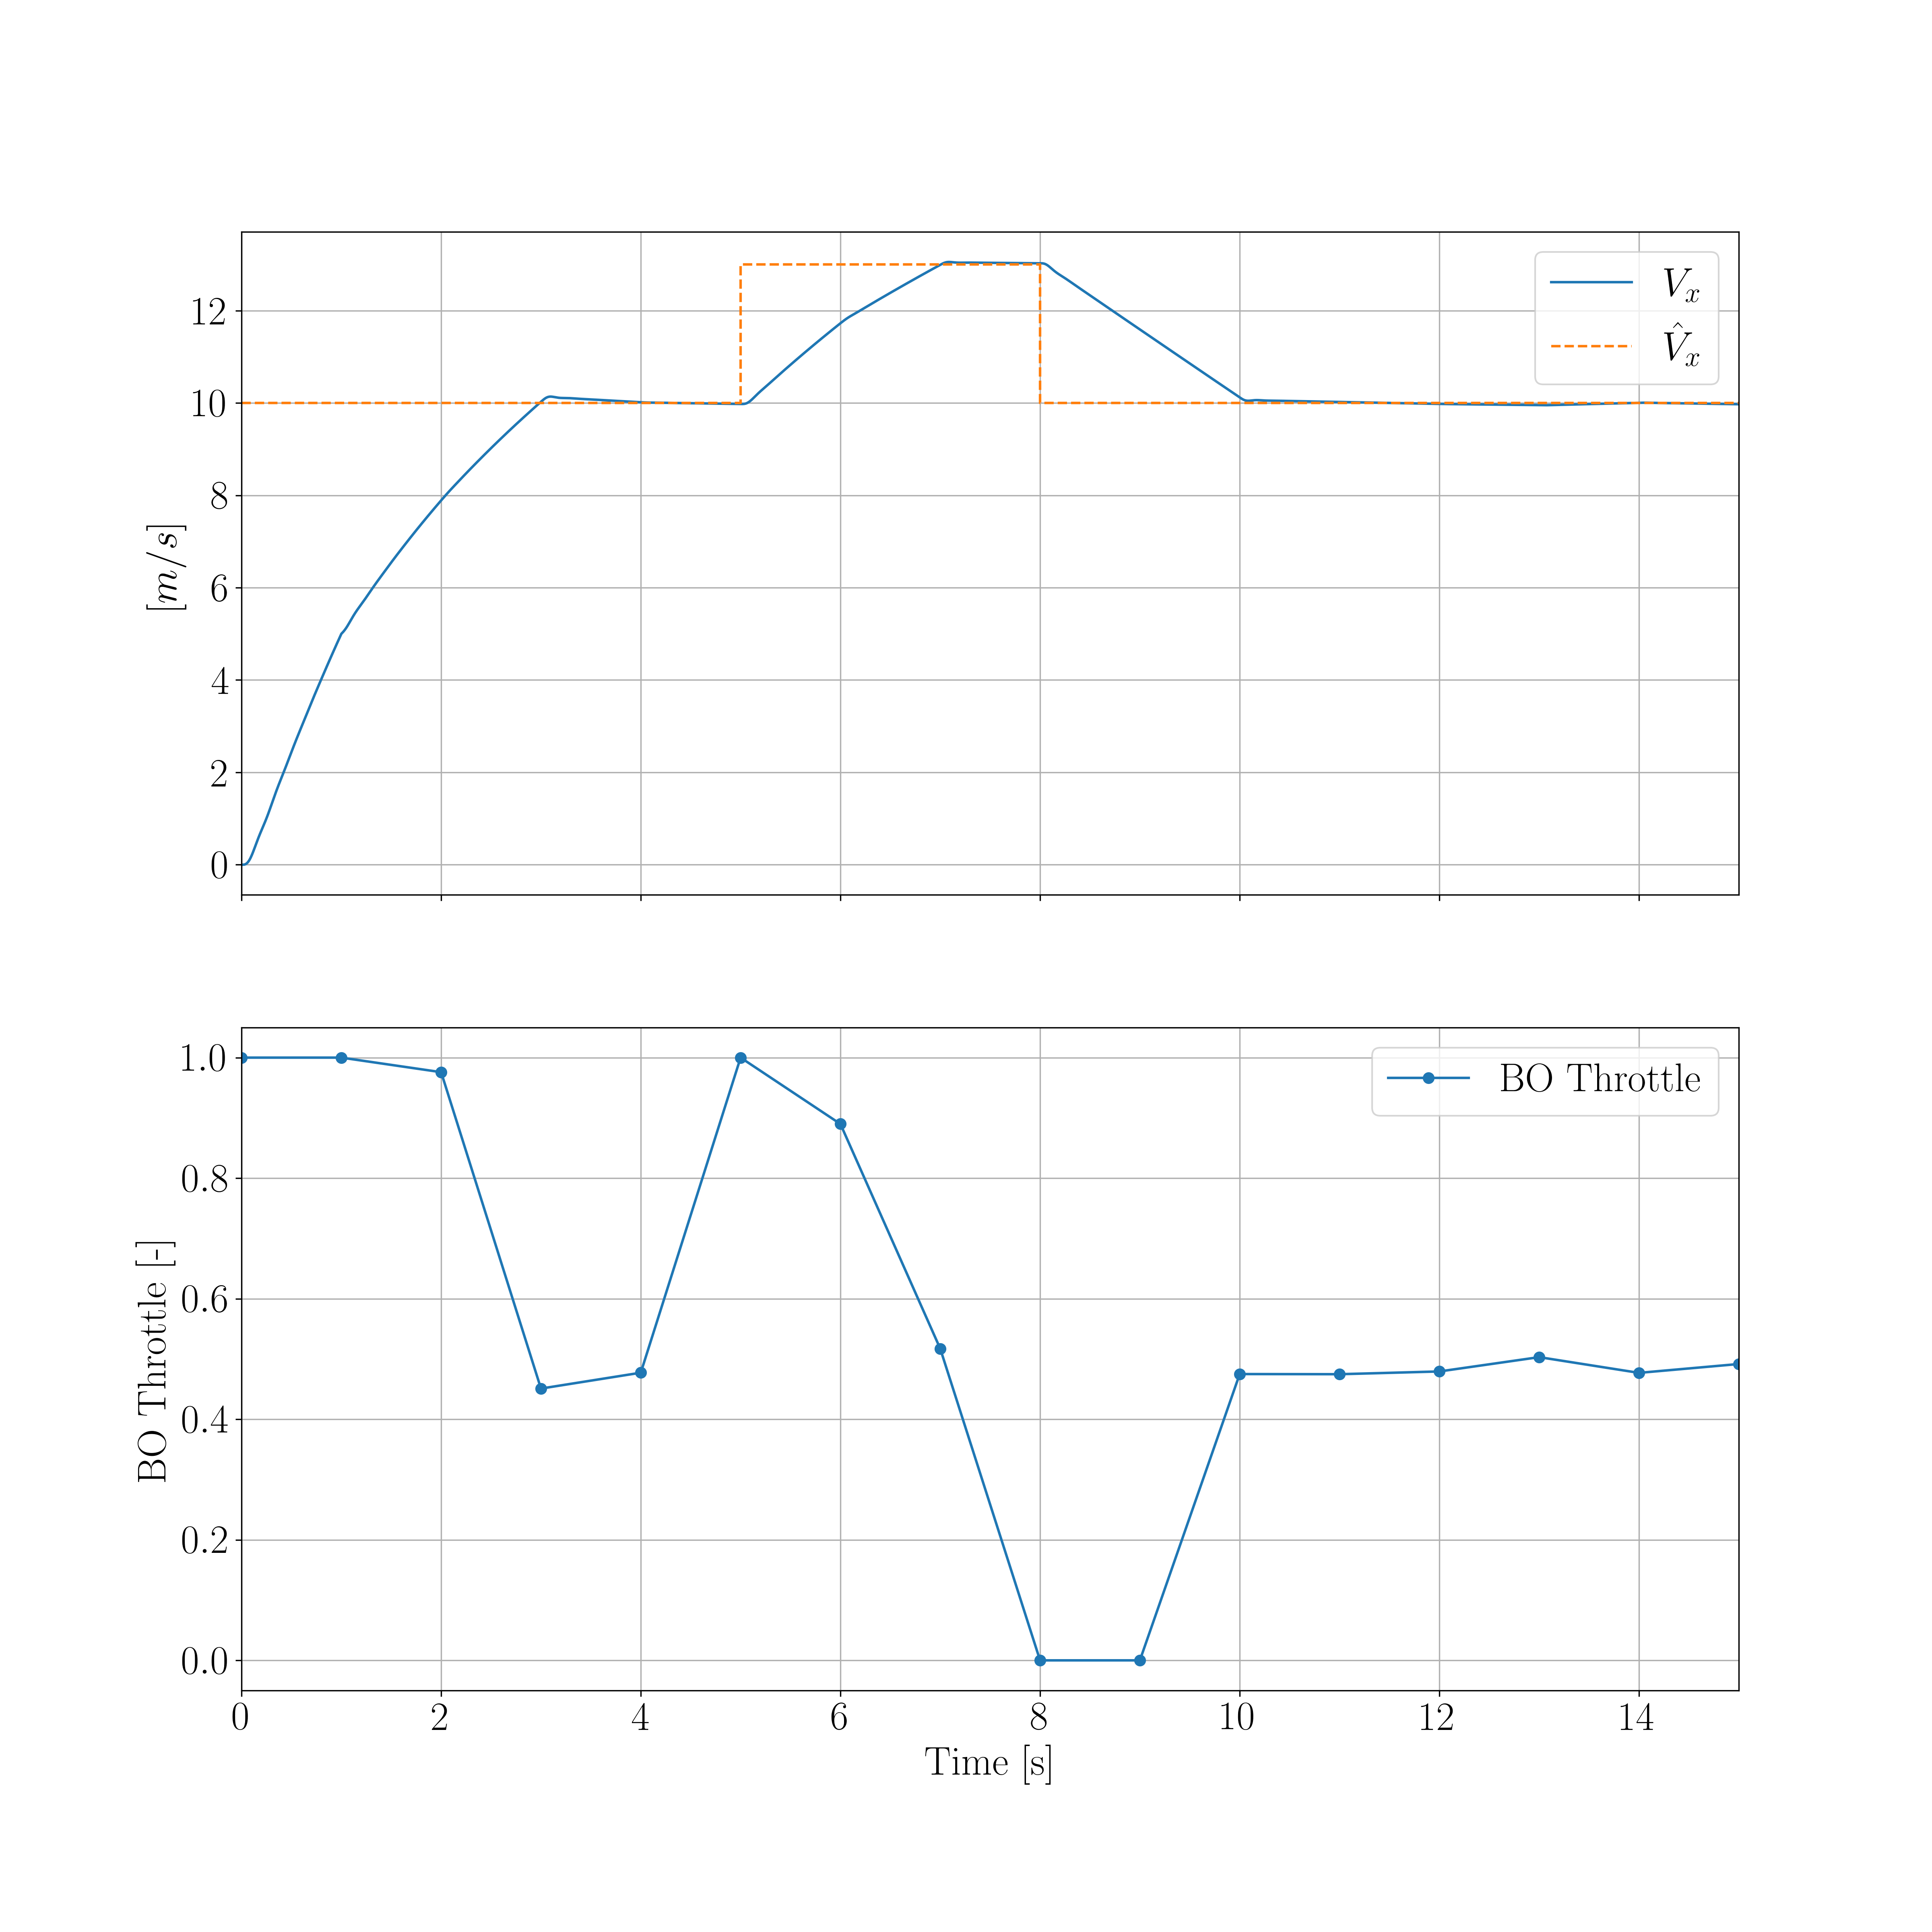 12
10
8
6
4
2
0
[m/s]
V_x
V̂_x
1.0
0.8
0.6
0.4
0.2
0.0
BO Throttle [-]
BO Throttle
0 2 4 6 8 10 12 14
Time [s]